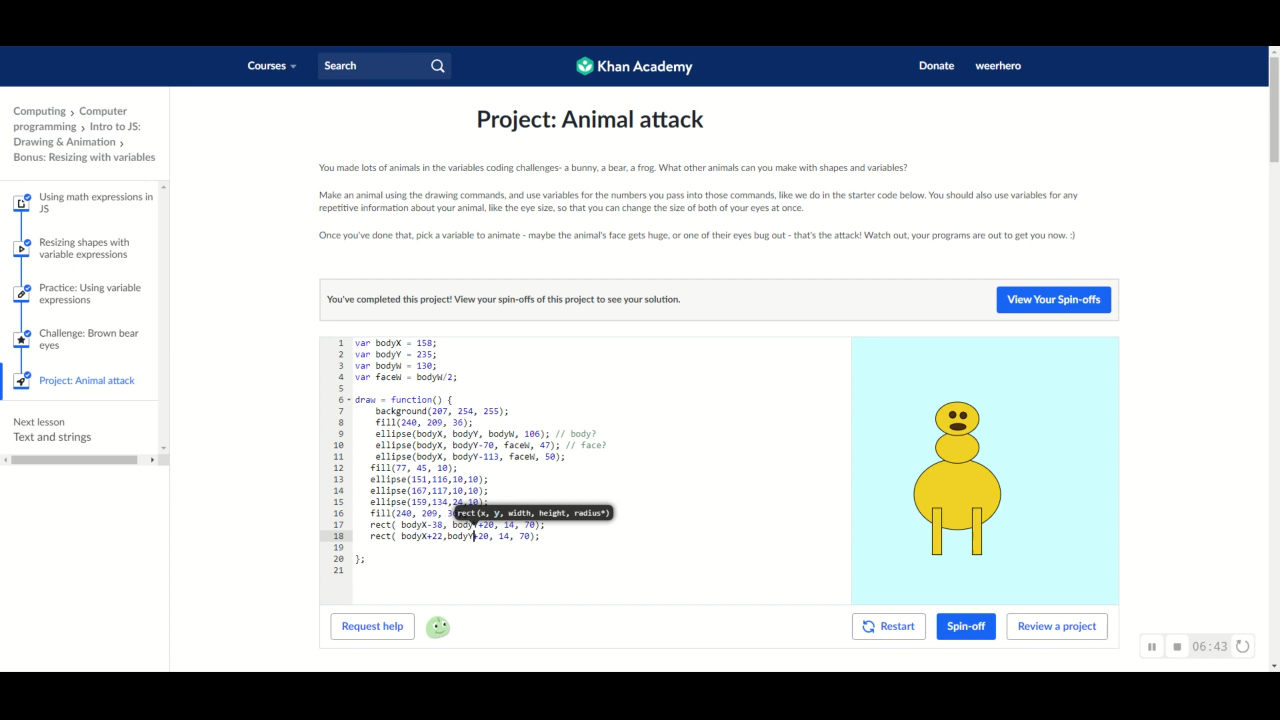 Courses
Search
Khan Academy
Donate
weerhero
Computing > Computer
programming > Intro to JS:
Drawing & Animation >
Bonus: Resizing with variables
Using math expressions in
JS
Resizing shapes with
variable expressions
Practice: Using variable
expressions
Challenge: Brown bear
eyes
Project: Animal attack
Next lesson
Text and strings
Project: Animal attack
You made lots of animals in the variables coding challenges- a bunny, a bear, a frog. What other animals can you make with shapes and variables?
Make an animal using the drawing commands, and use variables for the numbers you pass into those commands, like we do in the starter code below. You should also use variables for any
repetitive information about your animal, like the eye size, so that you can change the size of both of your eyes at once.
Once you've done that, pick a variable to animate - maybe the animal's face gets huge, or one of their eyes bug out - that's the attack! Watch out, your programs are out to get you now. :)
You've completed this project! View your spin-offs of this project to see your solution.
View Your Spin-offs
1 var bodyX = 158;
2 var bodyY = 235;
3 var bodyW = 130;
4 var faceW = bodyW/2;
5
6 draw = function() {
7 background(207, 254, 255);
8 fill(240, 209, 36);
9 ellipse(bodyX, bodyY, bodyW, 106); // body?
10 ellipse(bodyX, bodyY-70, faceW, 47); // face?
11 ellipse(bodyX, bodyY-113, faceW, 50);
12 fill(77, 45, 10);
13 ellipse(151,116,10,10);
14 ellipse(167,117,10,10);
15 ellipse(159,134,24,10);
16 fill(240, 209, 3
rect(x, y, width, height, radius*)
17 rect( bodyX-38, bodyY+20, 14, 70);
18 rect( bodyX+22,bodyY+20, 14, 70);
19
20 };
21
Request help
Restart
Spin-off
Review a project
06:43